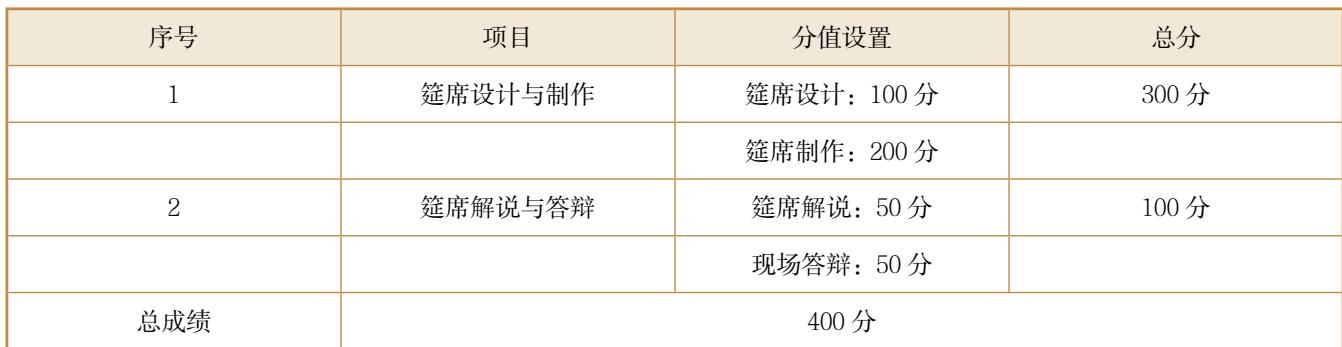 序号 项目 分值设置 总分
1 筵席设计与制作 筵席设计：100 分 300 分
筵席制作：200 分
2 筵席解说与答辩 筵席解说：50 分 100 分
现场答辩：50 分
总成绩 400 分